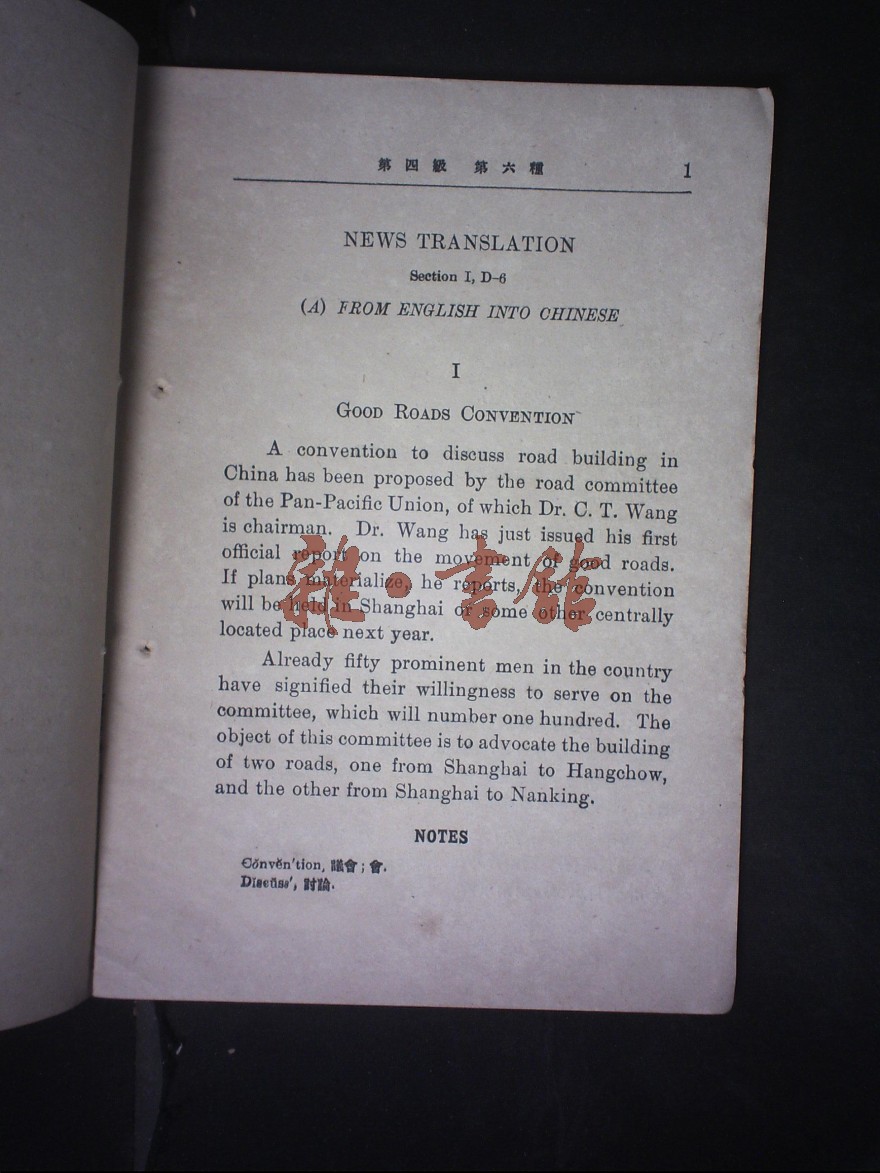 第四級 第六種 1
NEWS TRANSLATION
Section I, D-6
(A) FROM ENGLISH INTO CHINESE
I
GOOD ROADS CONVENTION
A convention to discuss road building in
China has been proposed by the road committee
of the Pan-Pacific Union, of which Dr. C. T. Wang
is chairman. Dr. Wang has just issued his first
official report on the movement of good roads.
If plans materialize, he reports, the convention
will be held in Shanghai or some other centrally
located place next year.
Already fifty prominent men in the country
have signified their willingness to serve on the
committee, which will number one hundred. The
object of this committee is to advocate the building
of two roads, one from Shanghai to Hangchow,
and the other from Shanghai to Nanking.
NOTES
Cŏnvĕn'tion, 議會；會.
Discŭss', 討論.
雜·書館